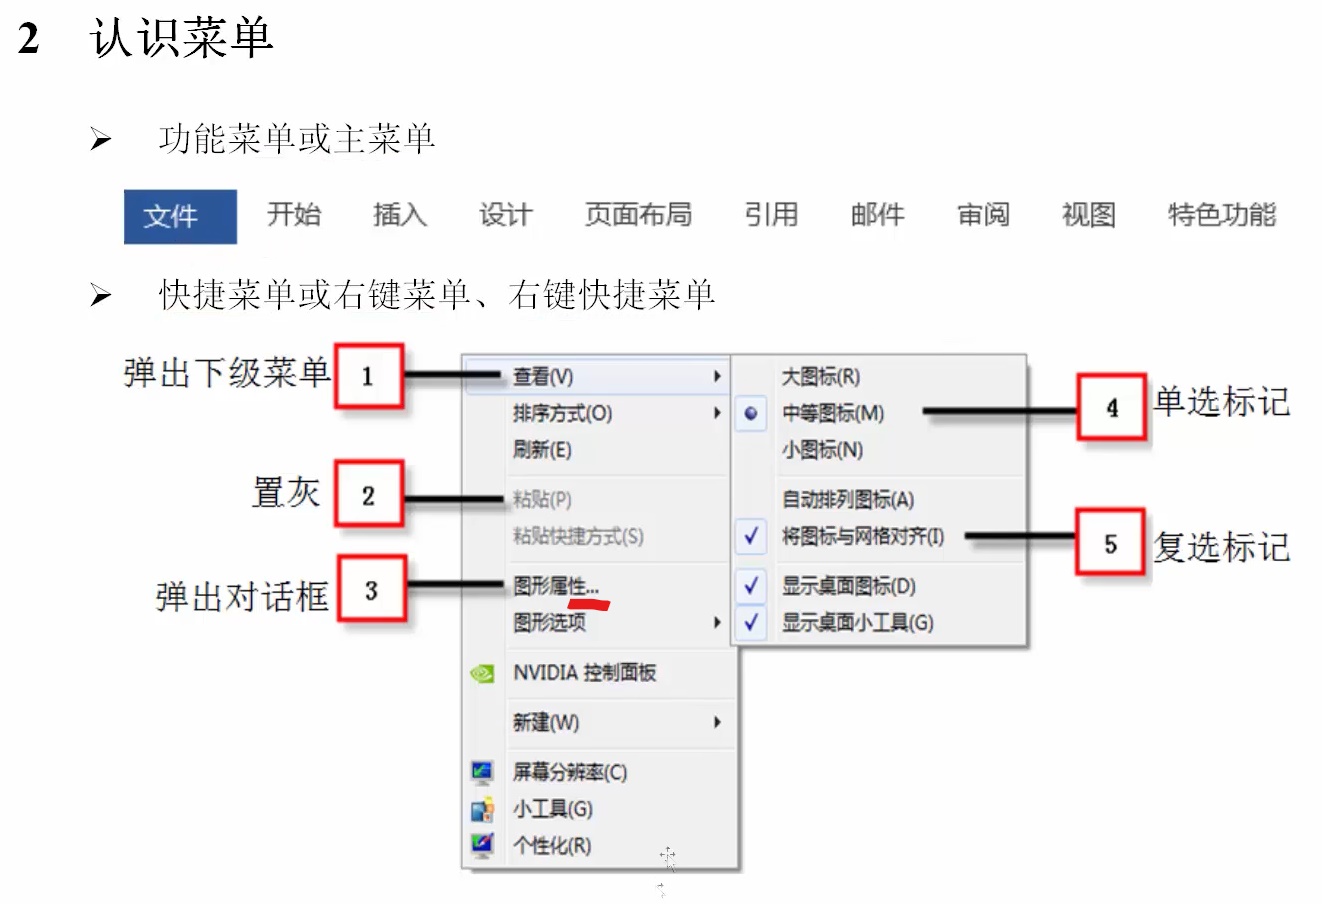 2 认识菜单
➢ 功能菜单或主菜单
文件 开始 插入 设计 页面布局 引用 邮件 审阅 视图 特色功能
➢ 快捷菜单或右键菜单、右键快捷菜单
弹出下级菜单 1
置灰 2
弹出对话框 3
查看(V)
排序方式(O)
刷新(E)
粘贴(P)
粘贴快捷方式(S)
图形属性...
图形选项
NVIDIA 控制面板
新建(W)
屏幕分辨率(C)
小工具(G)
个性化(R)
大图标(R)
中等图标(M)
小图标(N)
自动排列图标(A)
将图标与网格对齐(I)
显示桌面图标(D)
显示桌面小工具(G)
4 单选标记
5 复选标记